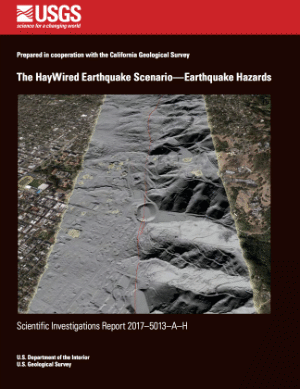 USGS
science for a changing world
Prepared in cooperation with the California Geological Survey
The HayWired Earthquake Scenario—Earthquake Hazards
Scientific Investigations Report 2017–5013–A–H
U.S. Department of the Interior
U.S. Geological Survey